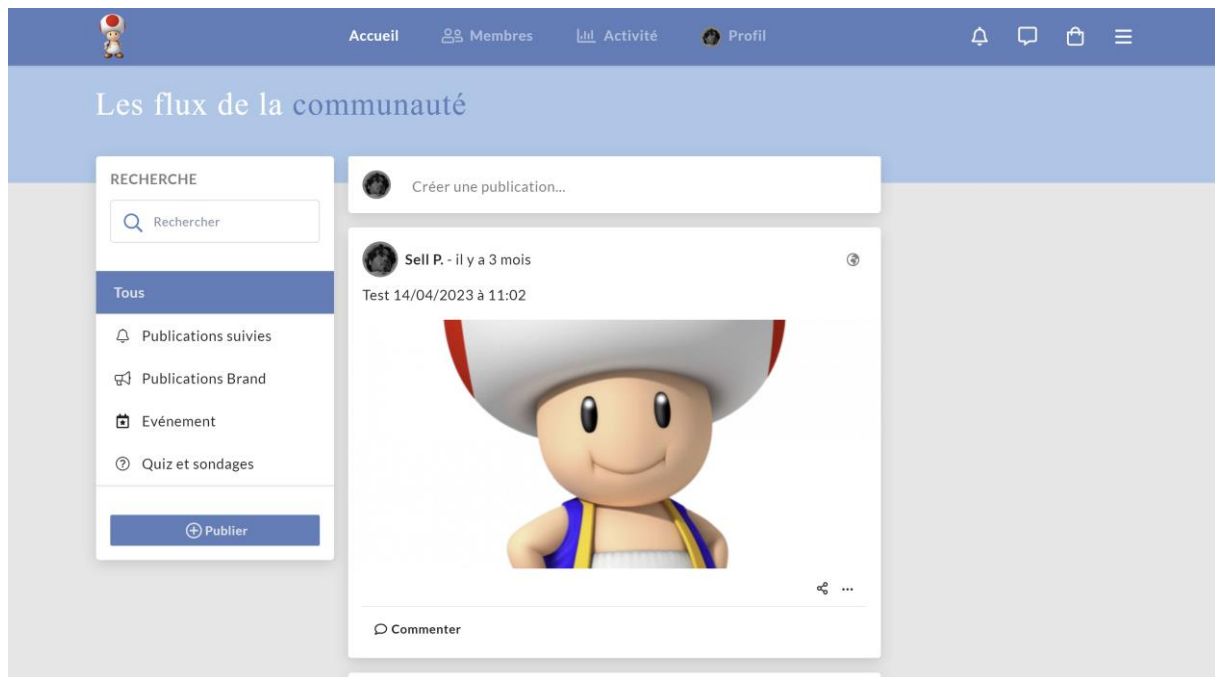 Accueil
Membres
Activité
Profil
Les flux de la communauté
RECHERCHE
Rechercher
Tous
Publications suivies
Publications Brand
Evénement
Quiz et sondages
Publier
Créer une publication...
Sell P. - il y a 3 mois
Test 14/04/2023 à 11:02
Commenter